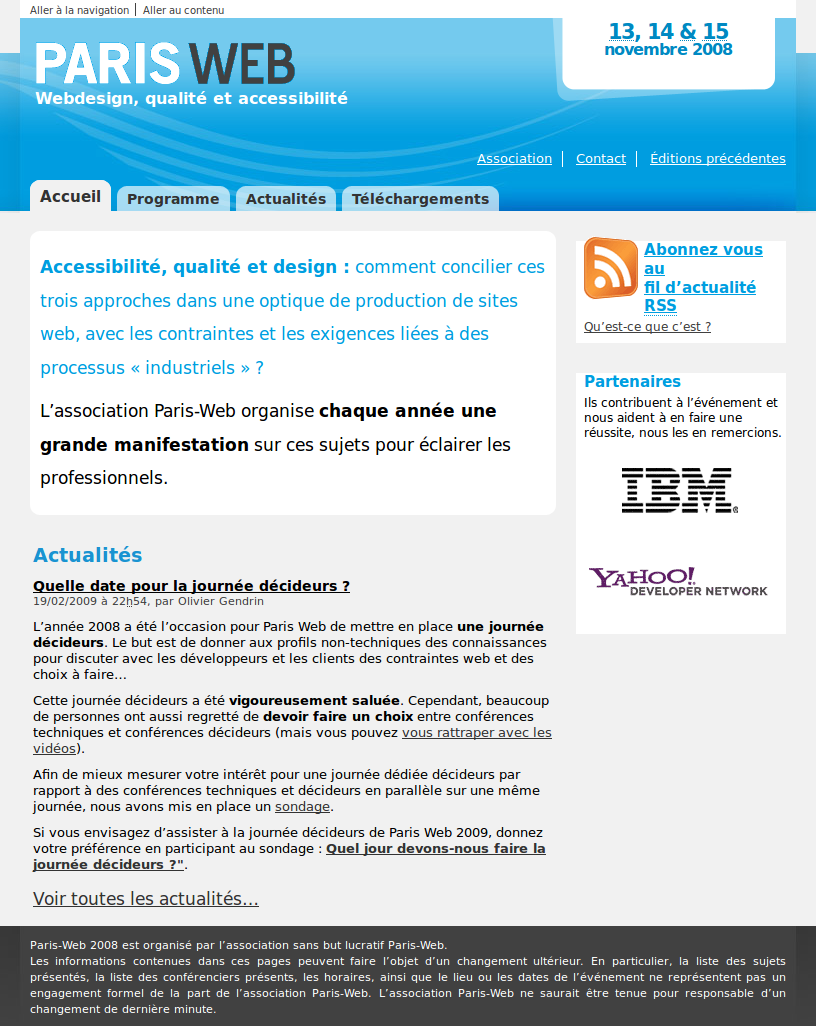 Aller à la navigation
Aller au contenu
PARIS WEB
Webdesign, qualité et accessibilité
13, 14 & 15
novembre 2008
Association
Contact
Éditions précédentes
Accueil
Programme
Actualités
Téléchargements
Accessibilité, qualité et design : comment concilier ces
trois approches dans une optique de production de sites
web, avec les contraintes et les exigences liées à des
processus « industriels » ?
L’association Paris-Web organise chaque année une
grande manifestation sur ces sujets pour éclairer les
professionnels.
Abonnez vous
au
fil d’actualité
RSS
Qu’est-ce que c’est ?
Partenaires
Ils contribuent à l’événement et
nous aident à en faire une
réussite, nous les en remercions.
IBM®
YAHOO!
DEVELOPER NETWORK
Actualités
Quelle date pour la journée décideurs ?
19/02/2009 à 22h54, par Olivier Gendrin
L’année 2008 a été l’occasion pour Paris Web de mettre en place une journée
décideurs. Le but est de donner aux profils non-techniques des connaissances
pour discuter avec les développeurs et les clients des contraintes web et des
choix à faire…
Cette journée décideurs a été vigoureusement saluée. Cependant, beaucoup
de personnes ont aussi regretté de devoir faire un choix entre conférences
techniques et conférences décideurs (mais vous pouvez vous rattraper avec les
vidéos).
Afin de mieux mesurer votre intérêt pour une journée dédiée décideurs par
rapport à des conférences techniques et décideurs en parallèle sur une même
journée, nous avons mis en place un sondage.
Si vous envisagez d’assister à la journée décideurs de Paris Web 2009, donnez
votre préférence en participant au sondage : Quel jour devons-nous faire la
journée décideurs ?".
Voir toutes les actualités…
Paris-Web 2008 est organisé par l’association sans but lucratif Paris-Web.
Les informations contenues dans ces pages peuvent faire l’objet d’un changement ultérieur. En particulier, la liste des sujets
présentés, la liste des conférenciers présents, les horaires, ainsi que le lieu ou les dates de l’événement ne représentent pas un
engagement formel de la part de l’association Paris-Web. L’association Paris-Web ne saurait être tenue pour responsable d’un
changement de dernière minute.